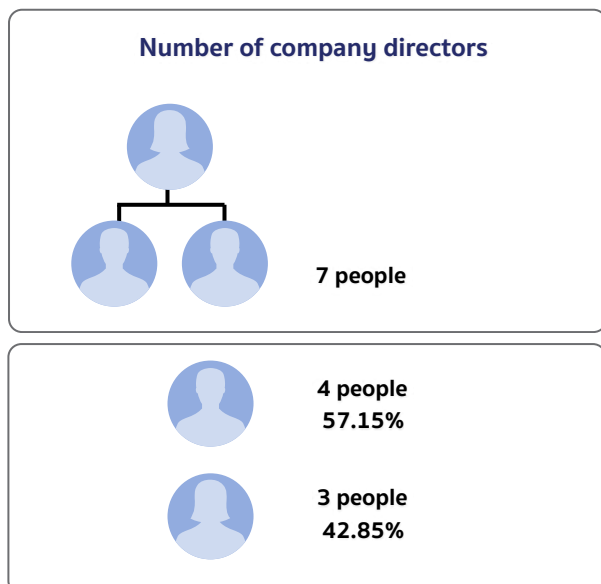 Number of company directors
7 people
4 people
57.15%
3 people
42.85%